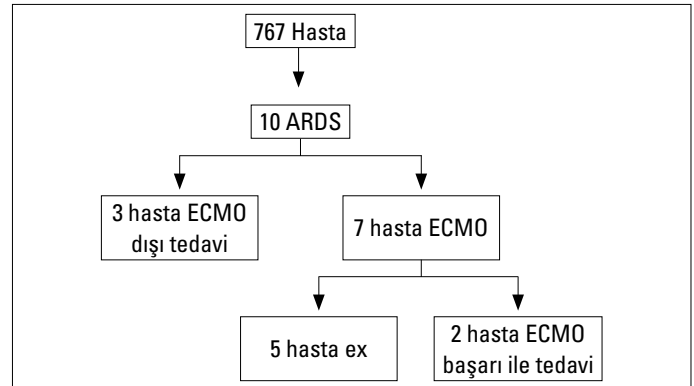 767 Hasta
10 ARDS
3 hasta ECMO
dışı tedavi
7 hasta ECMO
5 hasta ex
2 hasta ECMO
başarı ile tedavi